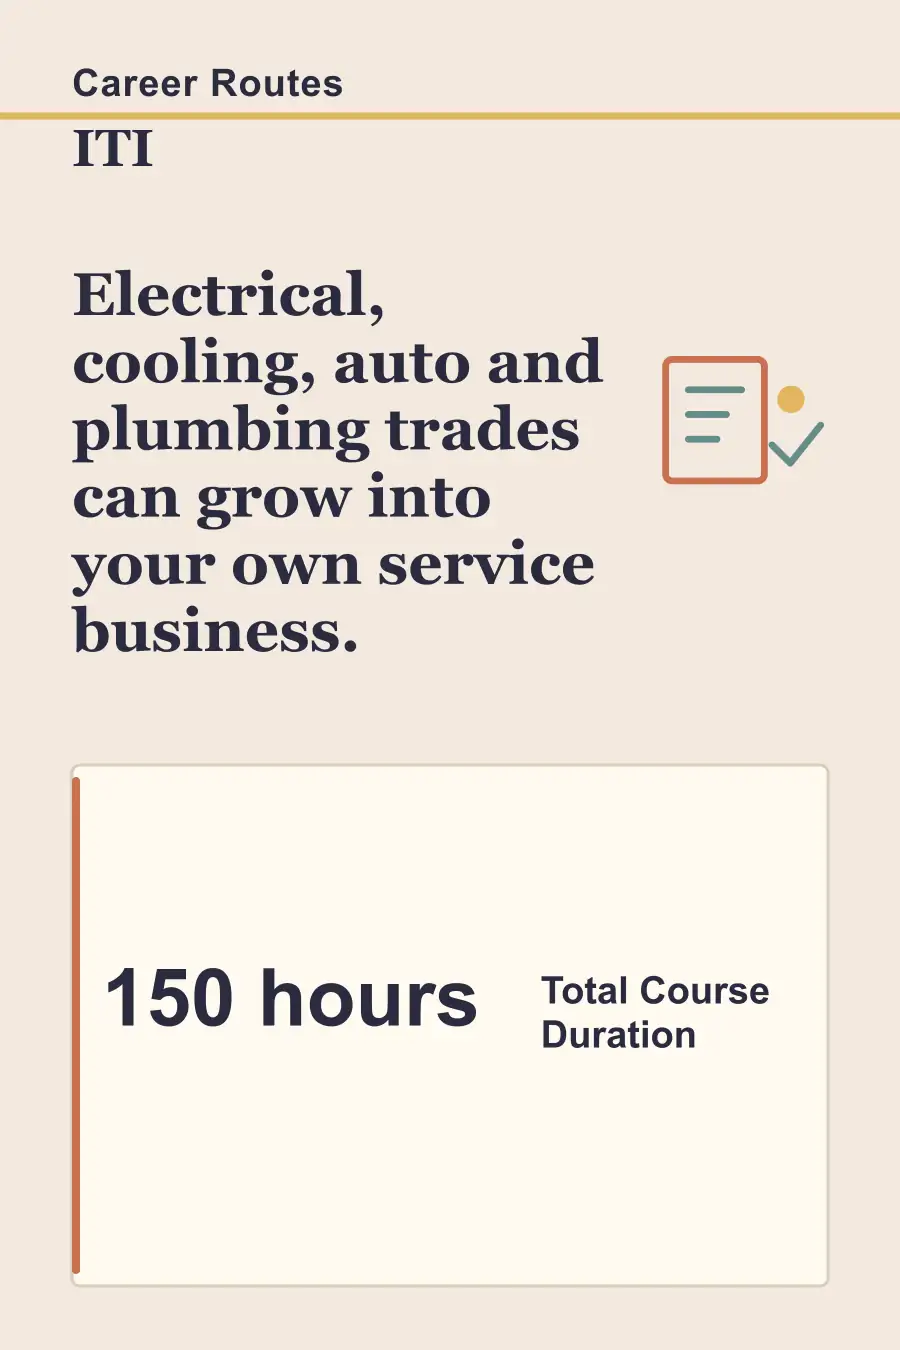 Career Routes
ITI
Electrical,
cooling, auto and
plumbing trades
can grow into
your own service
business.
150 hours
Total Course
Duration